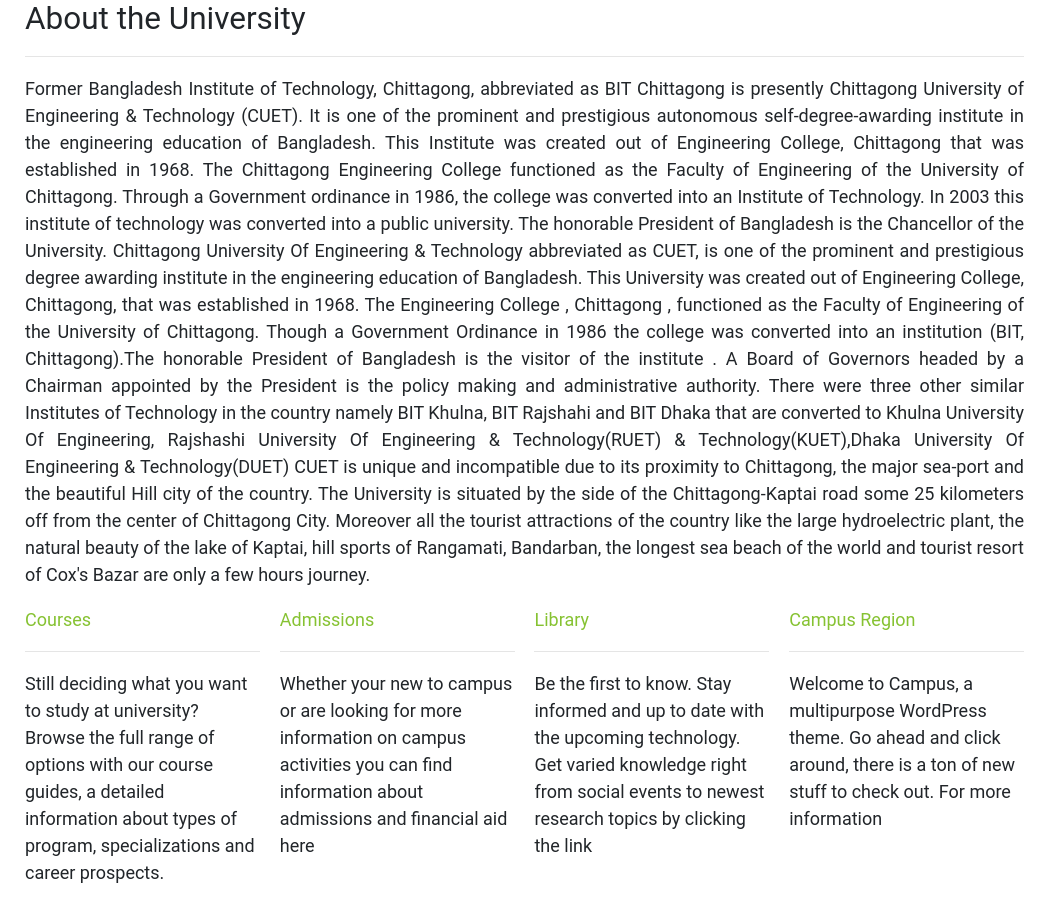 About the University
Former Bangladesh Institute of Technology, Chittagong, abbreviated as BIT Chittagong is presently Chittagong University of
Engineering & Technology (CUET). It is one of the prominent and prestigious autonomous self-degree-awarding institute in
the engineering education of Bangladesh. This Institute was created out of Engineering College, Chittagong that was
established in 1968. The Chittagong Engineering College functioned as the Faculty of Engineering of the University of
Chittagong. Through a Government ordinance in 1986, the college was converted into an Institute of Technology. In 2003 this
institute of technology was converted into a public university. The honorable President of Bangladesh is the Chancellor of the
University. Chittagong University Of Engineering & Technology abbreviated as CUET, is one of the prominent and prestigious
degree awarding institute in the engineering education of Bangladesh. This University was created out of Engineering College,
Chittagong, that was established in 1968. The Engineering College , Chittagong , functioned as the Faculty of Engineering of
the University of Chittagong. Though a Government Ordinance in 1986 the college was converted into an institution (BIT,
Chittagong).The honorable President of Bangladesh is the visitor of the institute . A Board of Governors headed by a
Chairman appointed by the President is the policy making and administrative authority. There were three other similar
Institutes of Technology in the country namely BIT Khulna, BIT Rajshahi and BIT Dhaka that are converted to Khulna University
Of Engineering, Rajshashi University Of Engineering & Technology(RUET) & Technology(KUET),Dhaka University Of
Engineering & Technology(DUET) CUET is unique and incompatible due to its proximity to Chittagong, the major sea-port and
the beautiful Hill city of the country. The University is situated by the side of the Chittagong-Kaptai road some 25 kilometers
off from the center of Chittagong City. Moreover all the tourist attractions of the country like the large hydroelectric plant, the
natural beauty of the lake of Kaptai, hill sports of Rangamati, Bandarban, the longest sea beach of the world and tourist resort
of Cox's Bazar are only a few hours journey.
Courses
Still deciding what you want
to study at university?
Browse the full range of
options with our course
guides, a detailed
information about types of
program, specializations and
career prospects.
Admissions
Whether your new to campus
or are looking for more
information on campus
activities you can find
information about
admissions and financial aid
here
Library
Be the first to know. Stay
informed and up to date with
the upcoming technology.
Get varied knowledge right
from social events to newest
research topics by clicking
the link
Campus Region
Welcome to Campus, a
multipurpose WordPress
theme. Go ahead and click
around, there is a ton of new
stuff to check out. For more
information